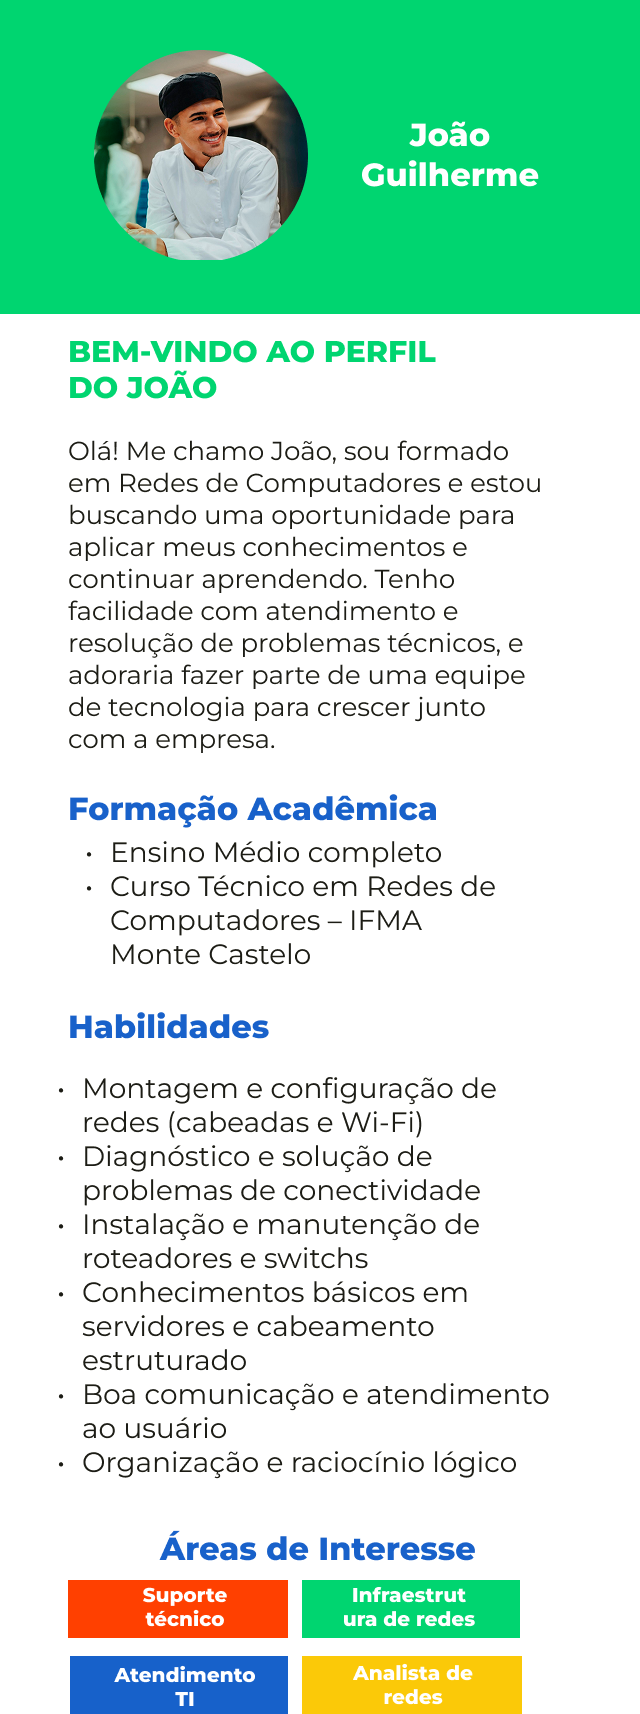 João
Guilherme
BEM-VINDO AO PERFIL
DO JOÃO
Olá! Me chamo João, sou formado
em Redes de Computadores e estou
buscando uma oportunidade para
aplicar meus conhecimentos e
continuar aprendendo. Tenho
facilidade com atendimento e
resolução de problemas técnicos, e
adoraria fazer parte de uma equipe
de tecnologia para crescer junto
com a empresa.
Formação Acadêmica
• Ensino Médio completo
• Curso Técnico em Redes de
Computadores – IFMA
Monte Castelo
Habilidades
• Montagem e configuração de
redes (cabeadas e Wi-Fi)
• Diagnóstico e solução de
problemas de conectividade
• Instalação e manutenção de
roteadores e switchs
• Conhecimentos básicos em
servidores e cabeamento
estruturado
• Boa comunicação e atendimento
ao usuário
• Organização e raciocínio lógico
Áreas de Interesse
Suporte
técnico
Infraestrut
ura de redes
Atendimento
TI
Analista de
redes